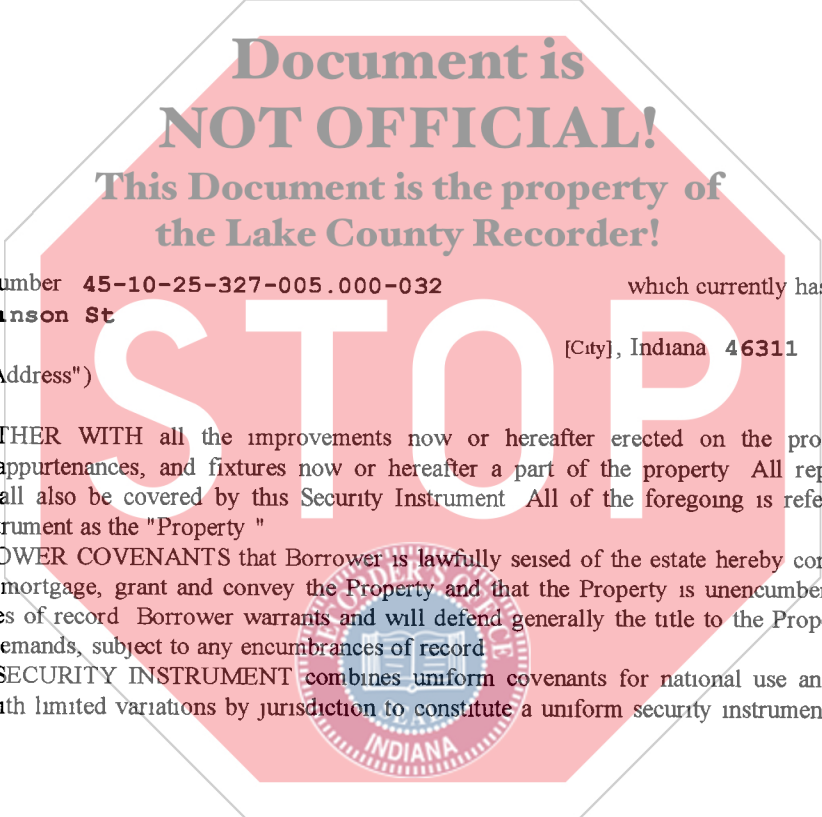 Document is
NOT OFFICIAL!
This Document is the property of
the Lake County Recorder!
umber 45-10-25-327-005.000-032 which currently has
nson St
[City], Indiana 46311
Address")
STOP
THER WITH all the improvements now or hereafter erected on the pro
appurtenances, and fixtures now or hereafter a part of the property All rep
all also be covered by this Security Instrument All of the foregoing is refe
rument as the "Property "
OWER COVENANTS that Borrower is lawfully seised of the estate hereby con
mortgage, grant and convey the Property and that the Property is unencumbe
es of record Borrower warrants and will defend generally the title to the Prop
emands, subject to any encumbrances of record
SECURITY INSTRUMENT combines uniform covenants for national use an
ith limited variations by jurisdiction to constitute a uniform security instrumen
RECORDER'S OFFICE
SEAL
INDIANA